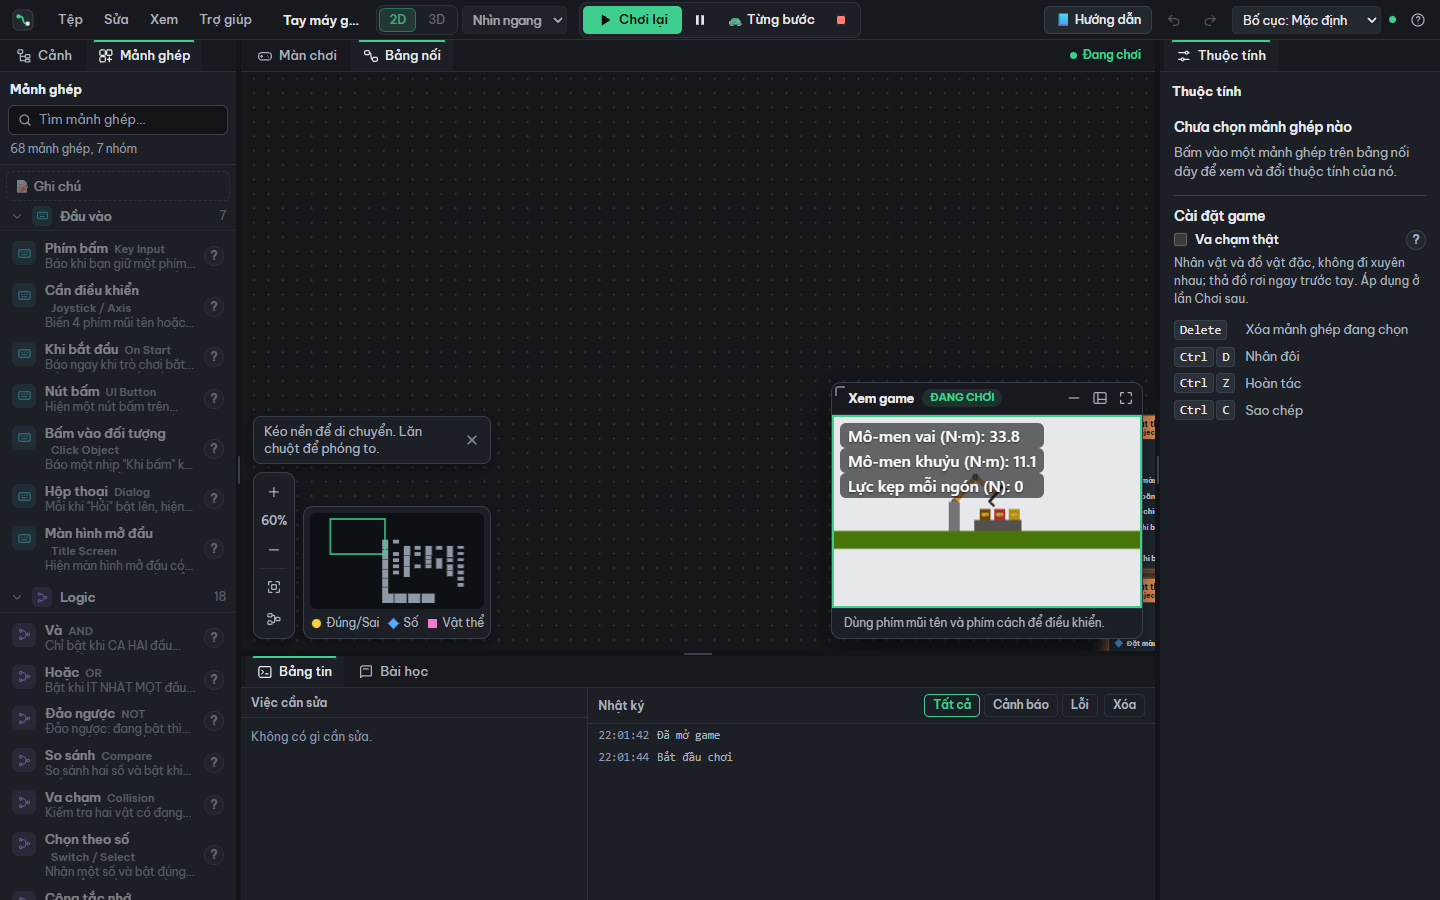 Tệp
Sửa
Xem
Trợ giúp
Tay máy g...
2D
3D
Nhìn ngang
Chơi lại
Từng bước
Hướng dẫn
Bố cục: Mặc định
Cảnh
Mảnh ghép
Mảnh ghép
Tìm mảnh ghép...
68 mảnh ghép, 7 nhóm
Ghi chú
Đầu vào 7
Phím bấm Key Input
Báo khi bạn giữ một phím...
Cần điều khiển
Joystick / Axis
Biến 4 phím mũi tên hoặc...
Khi bắt đầu On Start
Báo ngay khi trò chơi bắt...
Nút bấm UI Button
Hiện một nút bấm trên...
Bấm vào đối tượng
Click Object
Báo một nhịp "Khi bấm" k...
Hộp thoại Dialog
Mỗi khi "Hỏi" bật lên, hiện...
Màn hình mở đầu
Title Screen
Hiện màn hình mở đầu có...
Logic 18
Và AND
Chỉ bật khi CẢ HAI đầu...
Hoặc OR
Bật khi ÍT NHẤT MỘT đầu...
Đảo ngược NOT
Đảo ngược: đang bật thì...
So sánh Compare
So sánh hai số và bật khi...
Va chạm Collision
Kiểm tra hai vật có đang...
Chọn theo số
Switch / Select
Nhận một số và bật đúng...
Công tắc nhớ
Màn chơi
Bảng nối
Đang chơi
Kéo nền để di chuyển. Lăn
chuột để phóng to.
60%
Đúng/Sai
Số
Vật thể
Xem game
ĐANG CHƠI
Mô-men vai (N·m): 33.8
Mô-men khuỷu (N·m): 11.1
Lực kẹp mỗi ngón (N): 0
Dùng phím mũi tên và phím cách để điều khiển.
Bảng tin
Bài học
Việc cần sửa
Không có gì cần sửa.
Nhật ký
Tất cả
Cảnh báo
Lỗi
Xóa
22:01:42 Đã mở game
22:01:44 Bắt đầu chơi
Thuộc tính
Thuộc tính
Chưa chọn mảnh ghép nào
Bấm vào một mảnh ghép trên bảng nối
dây để xem và đổi thuộc tính của nó.
Cài đặt game
Va chạm thật
Nhân vật và đồ vật đặc, không đi xuyên
nhau; thả đồ rơi ngay trước tay. Áp dụng ở
lần Chơi sau.
Delete Xóa mảnh ghép đang chọn
Ctrl D Nhân đôi
Ctrl Z Hoàn tác
Ctrl C Sao chép